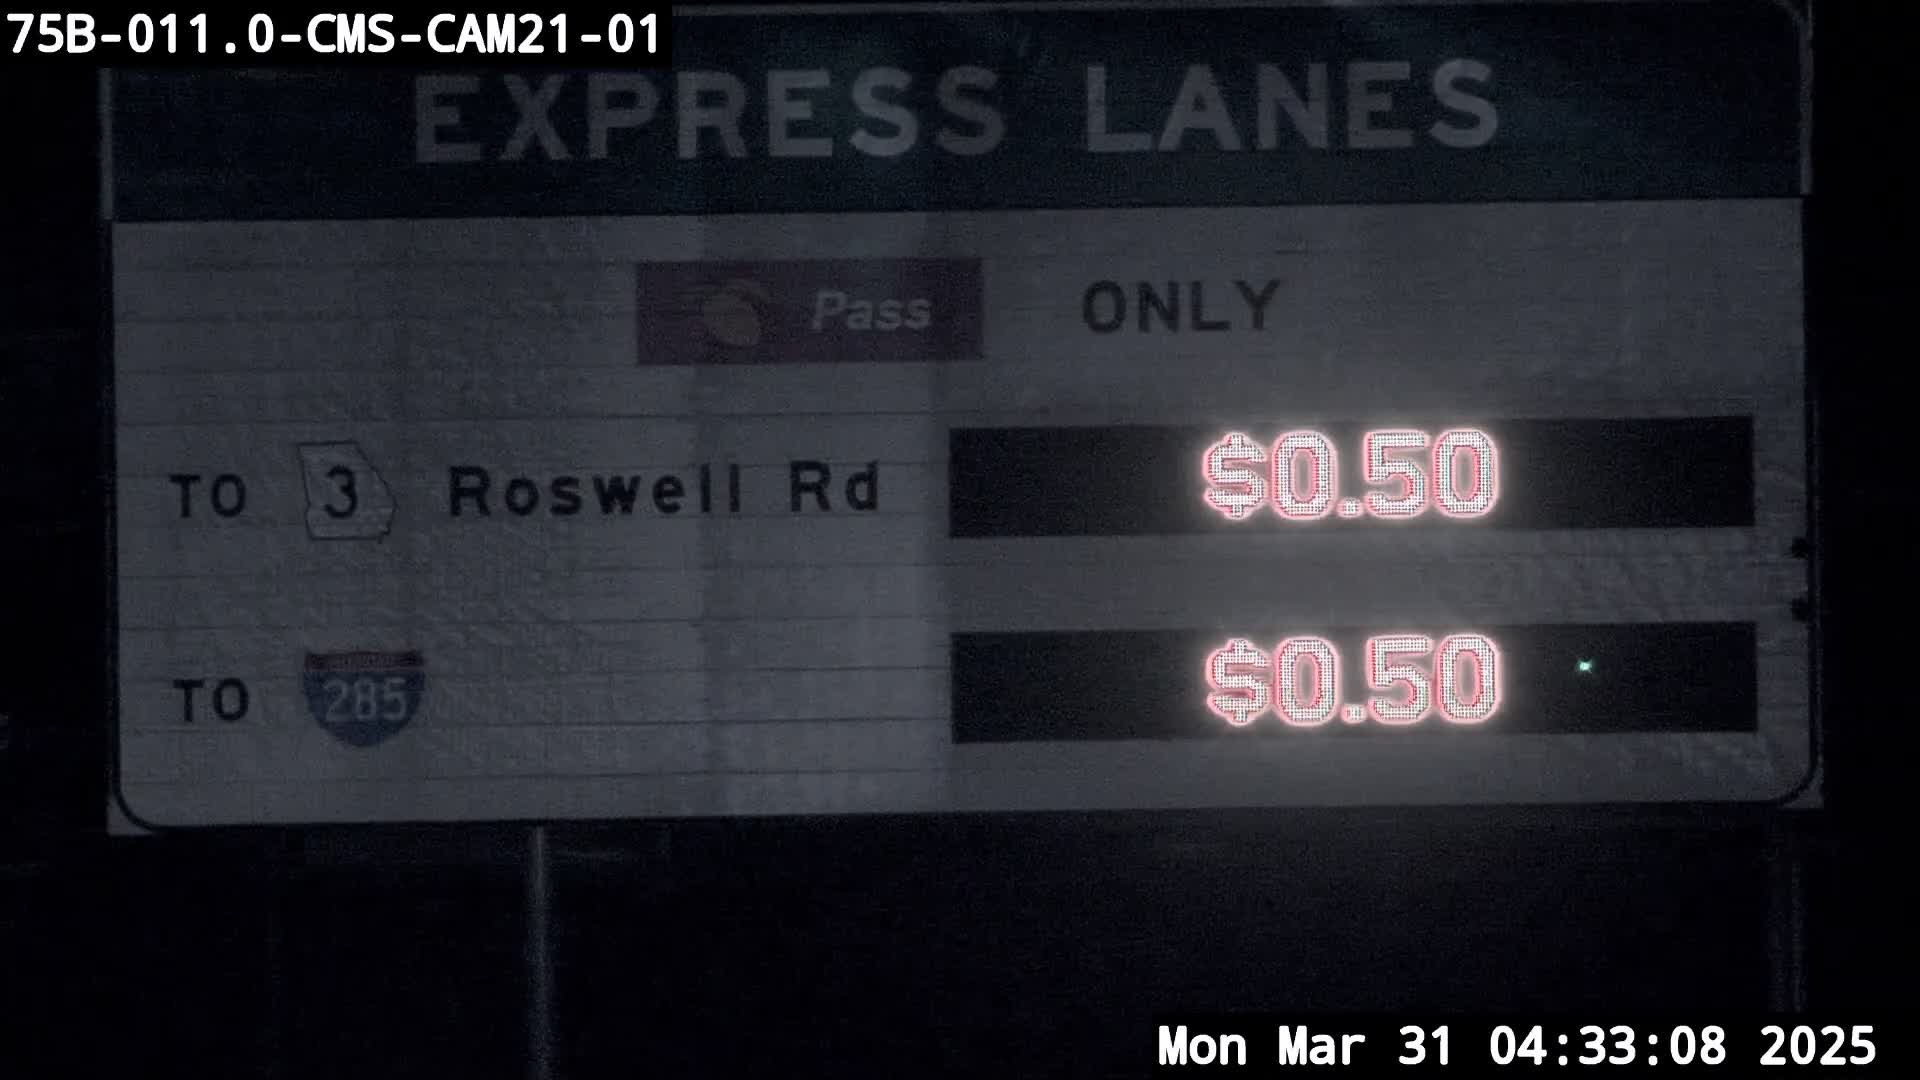 75B-011.0-CMS-CAM21-01
EXPRESS LANES
Pass ONLY
TO 3 Roswell Rd $0.50
TO 285 $0.50
Mon Mar 31 04:33:08 2025